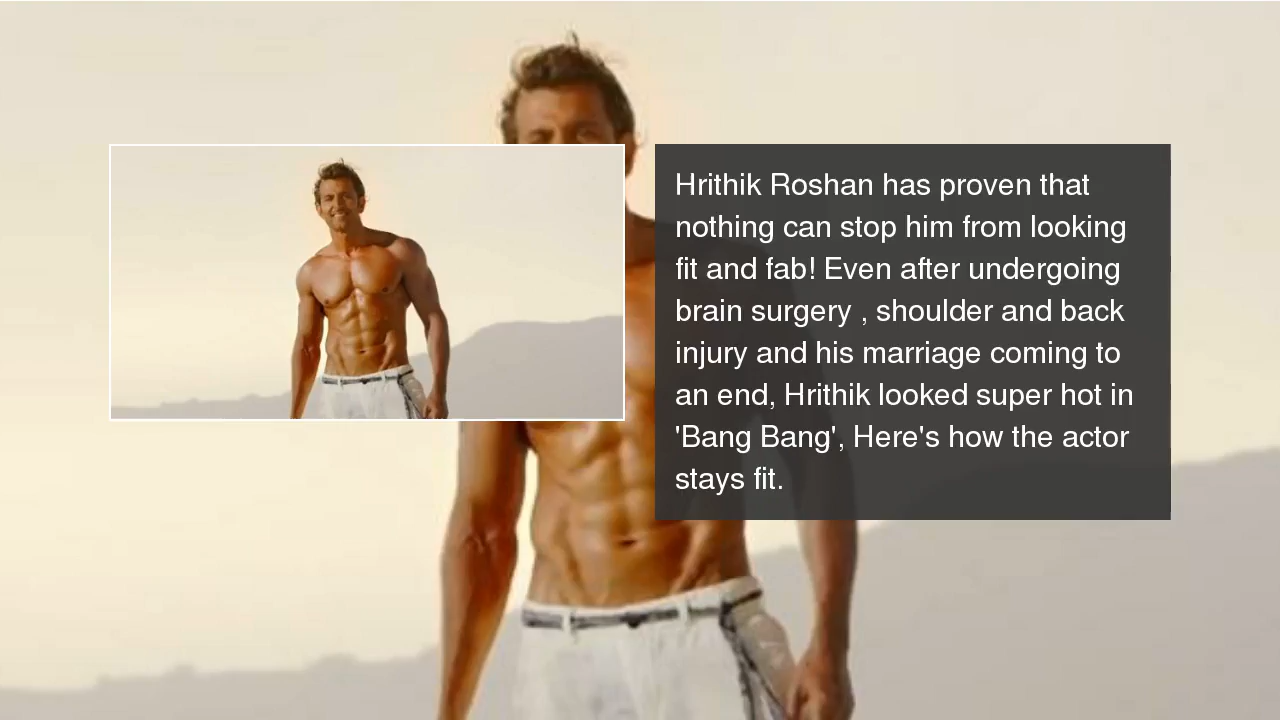 Hrithik Roshan has proven that
nothing can stop him from looking
fit and fab! Even after undergoing
brain surgery , shoulder and back
injury and his marriage coming to
an end, Hrithik looked super hot in
'Bang Bang', Here's how the actor
stays fit.